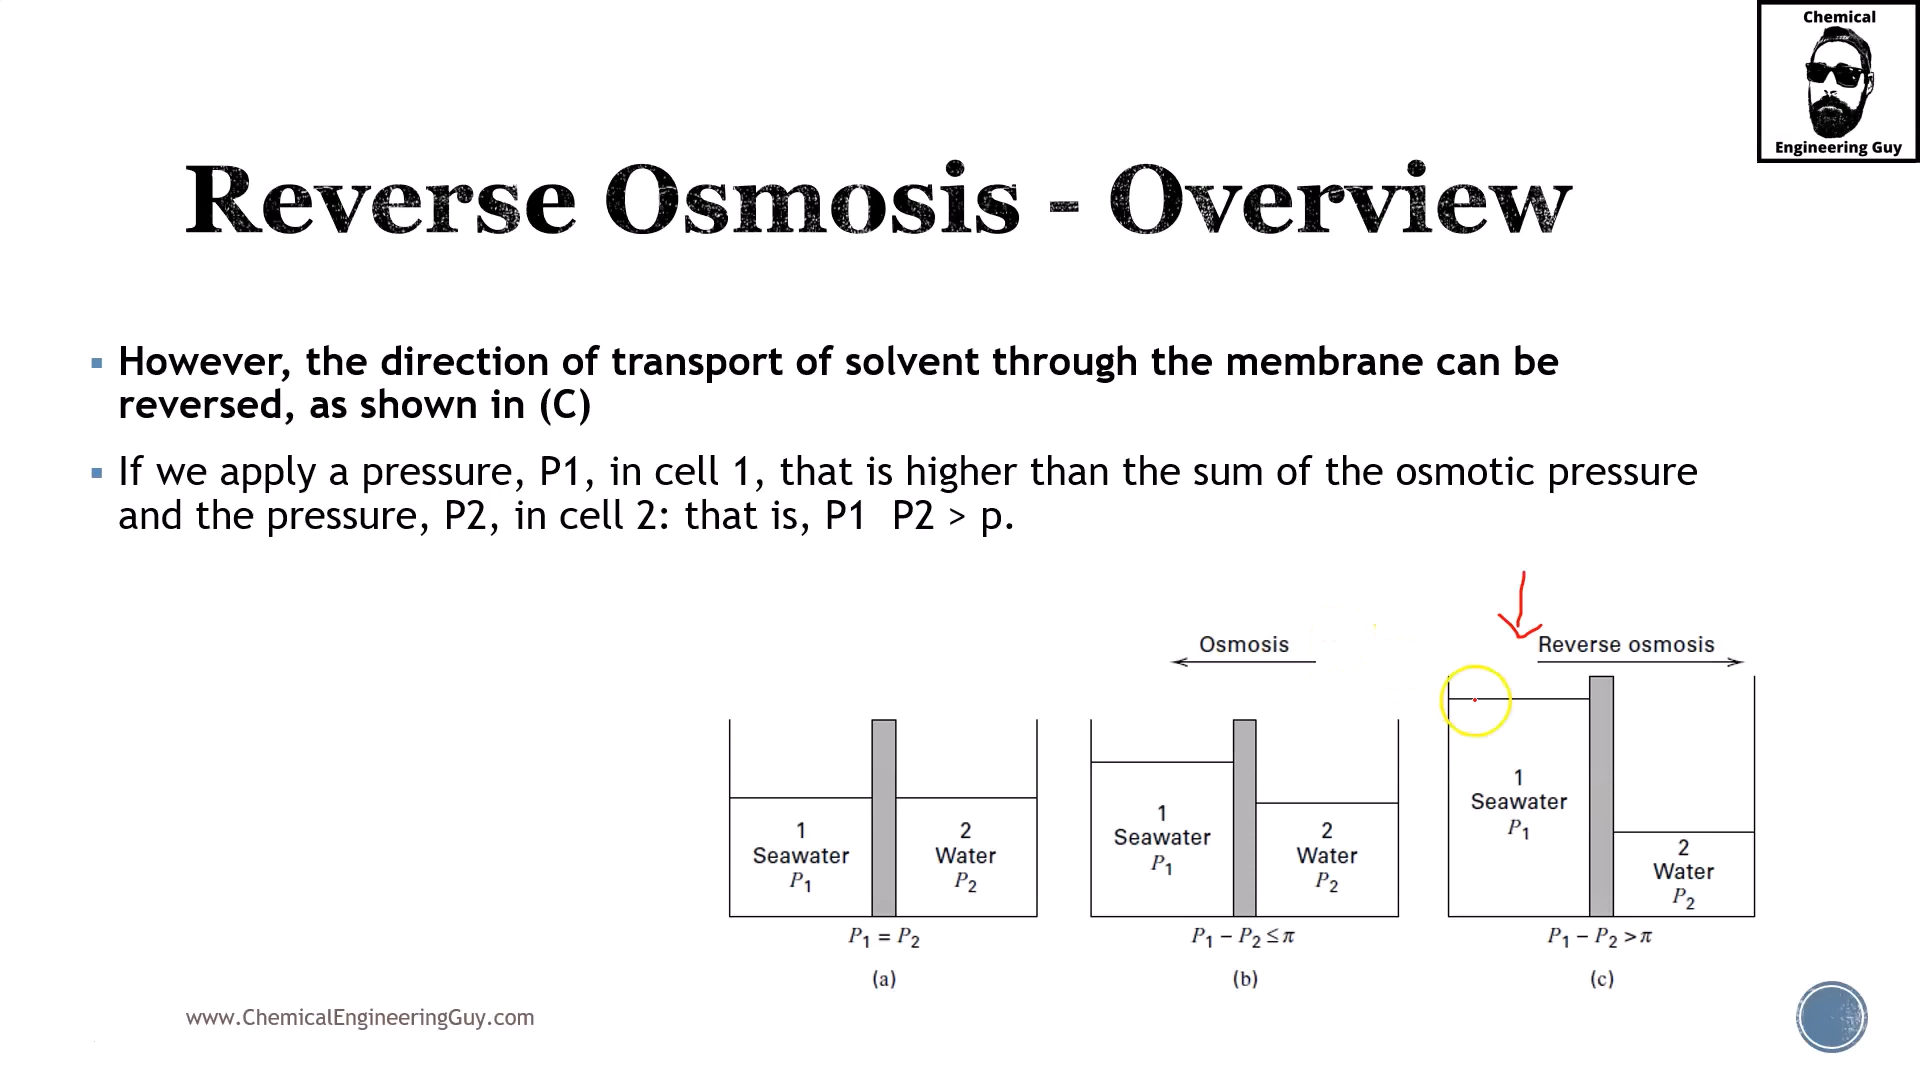 Chemical
Engineering Guy
Reverse Osmosis - Overview
However, the direction of transport of solvent through the membrane can be
reversed, as shown in (C)
If we apply a pressure, P1, in cell 1, that is higher than the sum of the osmotic pressure
and the pressure, P2, in cell 2: that is, P1  P2 > p.
Osmosis
Reverse osmosis
1
Seawater
P1
2
Water
P2
P1 = P2
(a)
1
Seawater
P1
2
Water
P2
P1 – P2 ≤ π
(b)
1
Seawater
P1
2
Water
P2
P1 – P2 > π
(c)
www.ChemicalEngineeringGuy.com